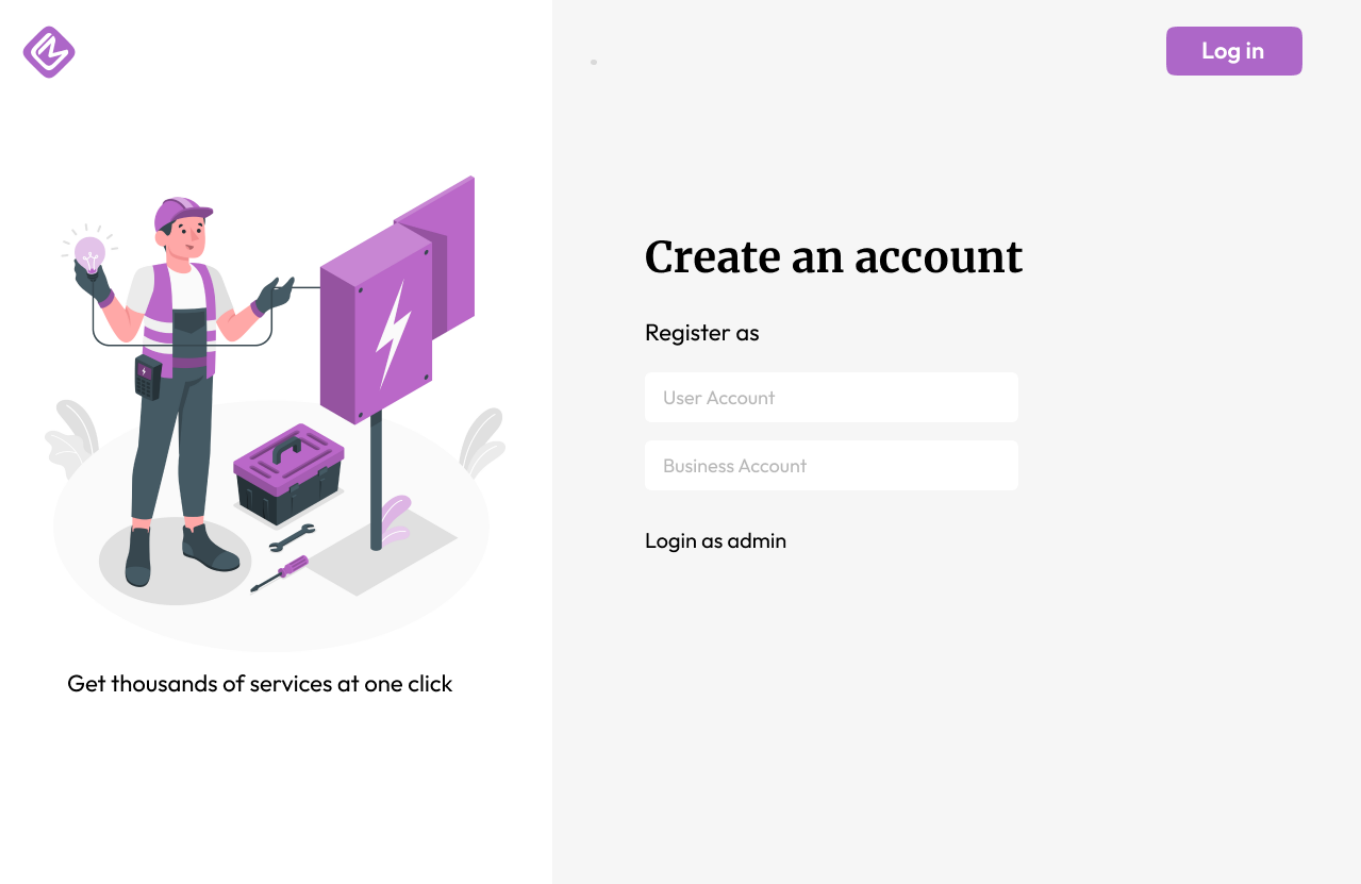 Log in
Create an account
Register as
User Account
Business Account
Login as admin
Get thousands of services at one click